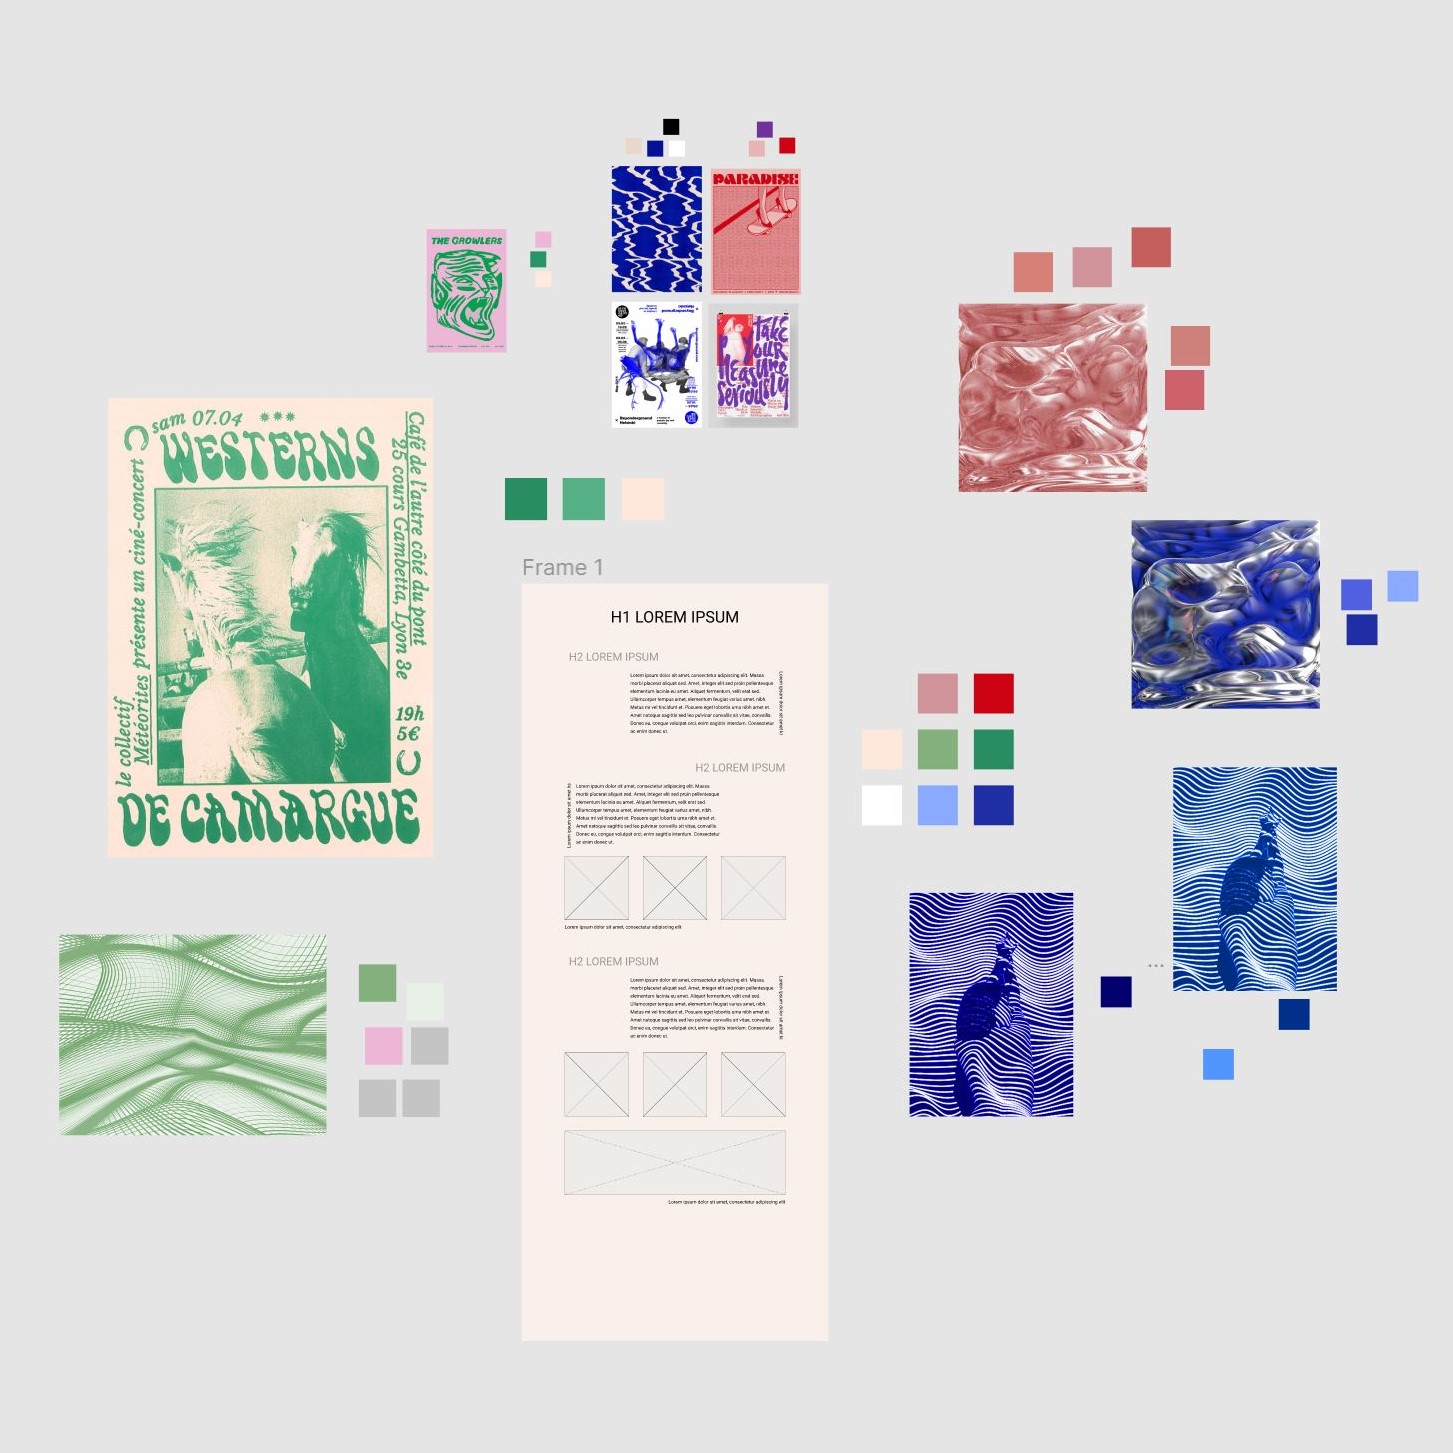 THE GROWLERS
PARADISE
Beyonderground
Helsinki
Take
your
Pleasure
Seriously
sam 07.04
WESTERNS
Café de l'autre côté du pont
25 cours Gambetta, Lyon 3e
le collectif
Météorites présente un ciné-concert
19h
5€
DE CAMARGUE
Frame 1
H1 LOREM IPSUM
H2 LOREM IPSUM
Lorem ipsum dolor sit amet, consectetur adipiscing elit. Massa
morbi placerat aliquet sed. Amet, integer elit sed proin pellentesque
elementum lacinia eu amet. Aliquet fermentum, velit erat sed.
Ullamcorper tempus amet, elementum feugiat varius amet, nibh.
Mus mi vel tincidunt et. Posuere eget lobortis urna nibh amet et.
Amet natoque sagittis sed leo pulvinar convallis sit vitae, convallis.
Donec eu, congue volutpat orci, enim sagittis interdum. Consectetur
ac enim donec ut.
Lorem ipsum dolor sit amet
H2 LOREM IPSUM
Lorem ipsum dolor sit amet
Lorem ipsum dolor sit amet, consectetur adipiscing elit. Massa
morbi placerat aliquet sed. Amet, integer elit sed proin
elementum lacinia eu amet. Aliquet fermentum, velit erat sed.
Ullamcorper tempus amet, elementum feugiat varius amet, nibh.
Mus mi vel tincidunt et. Posuere eget lobortis urna nibh.
Amet natoque sagittis sed leo pulvinar convallis sit vitae, convallis.
Donec eu, congue volutpat orci, enim sagittis interdum. Consectetur
ac enim donec ut.
Lorem ipsum dolor sit amet, consectetur adipiscing elit
H2 LOREM IPSUM
Lorem ipsum dolor sit amet, consectetur adipiscing elit. Massa
morbi placerat aliquet sed. Amet, integer elit sed proin pellentesque
elementum lacinia eu amet. Aliquet fermentum, velit erat sed.
Ullamcorper tempus amet, elementum feugiat varius amet, nibh.
Mus mi vel tincidunt et. Posuere eget lobortis urna nibh amet et.
Amet natoque sagittis sed leo pulvinar convallis sit vitae, convallis.
Donec eu, congue volutpat orci, enim sagittis interdum. Consectetur
ac enim donec ut.
Lorem ipsum dolor sit amet
Lorem ipsum dolor sit amet, consectetur adipiscing elit